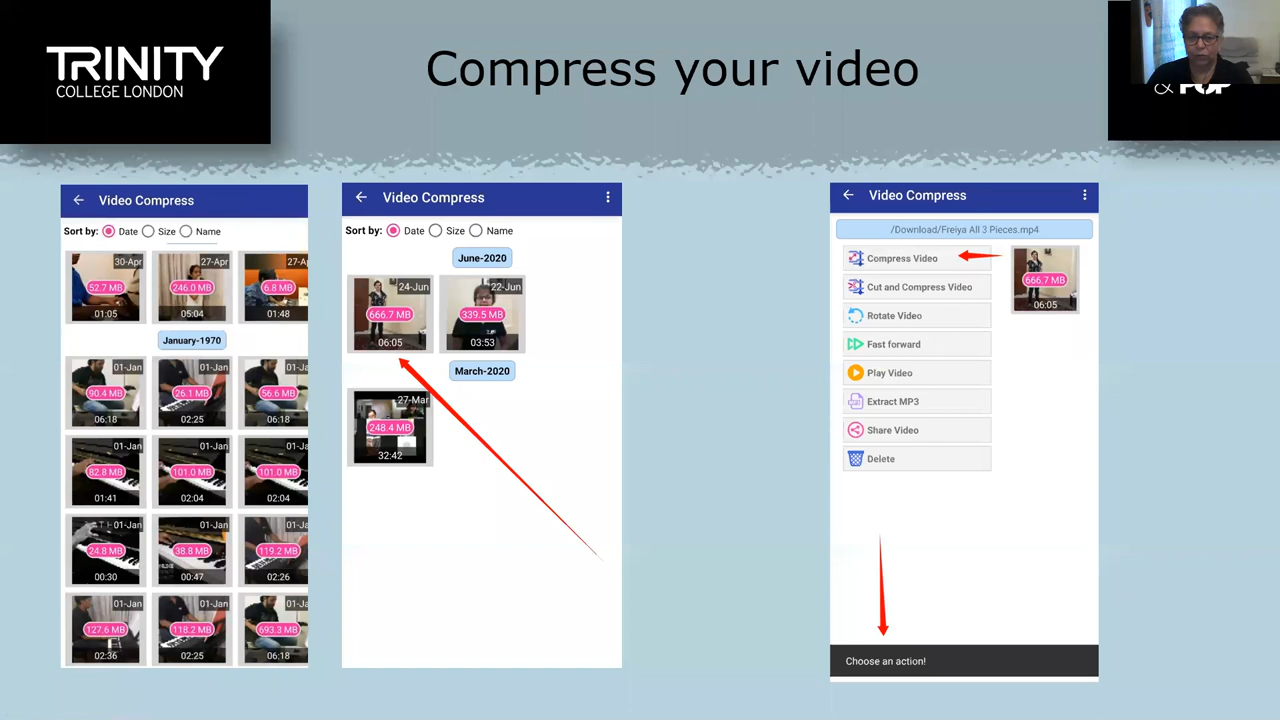 TRINITY
COLLEGE LONDON
Compress your video
& POP
Video Compress
Sort by: Date Size Name
30-Apr 27-Apr 27-Ap
52.7 MB 246.0 MB 6.8 MB
01:05 05:04 01:48
January-1970
01-Jan 01-Jan 01-Ja
90.4 MB 26.1 MB 56.6 MB
06:18 02:25 06:18
01-Jan 01-Jan 01-Ja
82.8 MB 101.0 MB 101.0 MB
01:41 02:04 02:04
01-Jan 01-Jan 01-Ja
24.8 MB 38.8 MB 119.2 MB
00:30 00:47 02:26
01-Jan 01-Jan 01-Ja
127.6 MB 118.2 MB 693.3 MB
02:36 02:25 06:18
Video Compress
Sort by: Date Size Name
June-2020
24-Jun 22-Jun
666.7 MB 339.5 MB
06:05 03:53
March-2020
27-Mar
248.4 MB
32:42
Video Compress
/Download/Freiya All 3 Pieces.mp4
Compress Video
Cut and Compress Video
Rotate Video
Fast forward
Play Video
Extract MP3
Share Video
Delete
666.7 MB
06:05
Choose an action!